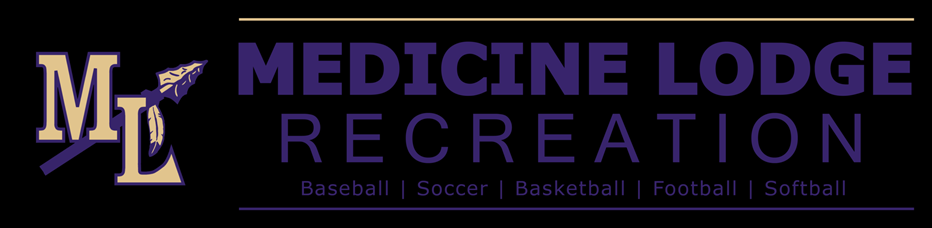 ML
MEDICINE LODGE
RECREATION
Baseball | Soccer | Basketball | Football | Softball